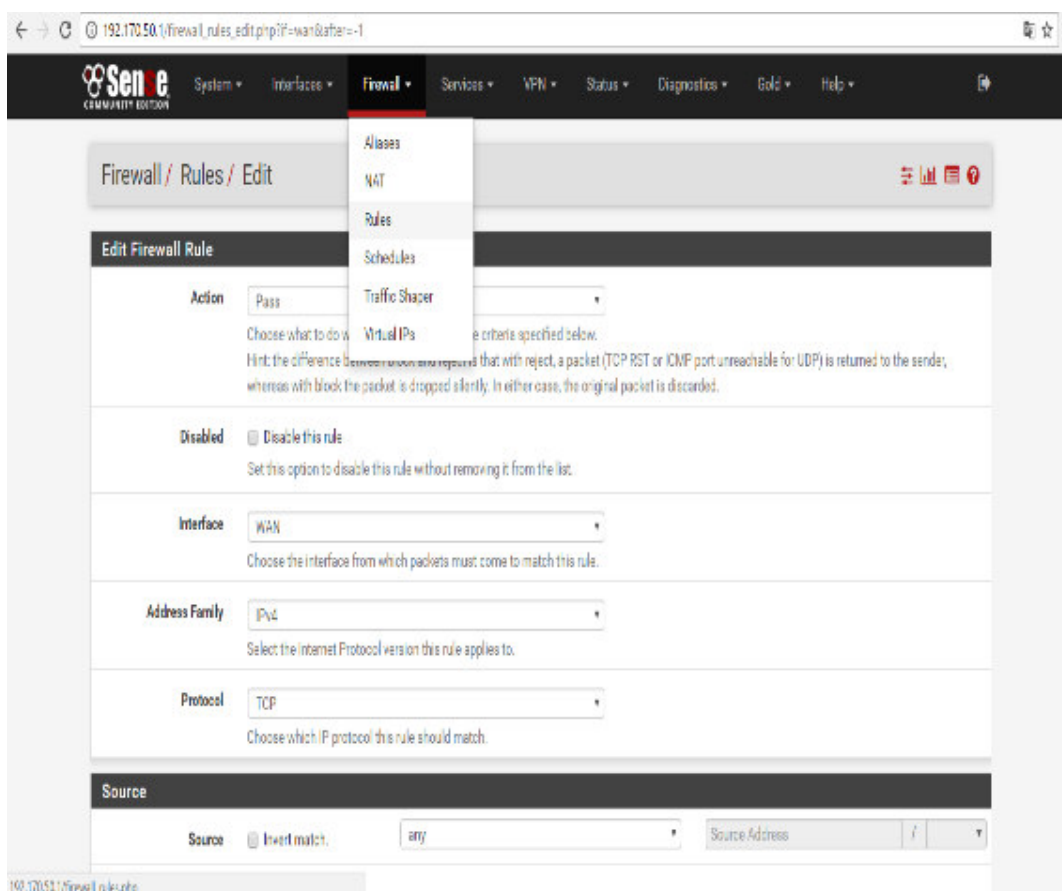 192.170.50.1/firewall_rules_edit.php?if=wan&after=-1
Sense
COMMUNITY EDITION
System
Interfaces
Firewall
Services
VPN
Status
Diagnostics
Gold
Help
Aliases
NAT
Rules
Schedules
Traffic Shaper
Virtual IPs
Firewall / Rules / Edit
Edit Firewall Rule
Action
Pass
Choose what to do w e criteria specified below.
Hint: the difference between block and reject is that with reject, a packet (TCP RST or ICMP port unreachable for UDP) is returned to the sender,
whereas with block the packet is dropped silently. In either case, the original packet is discarded.
Disabled
Disable this rule
Set this option to disable this rule without removing it from the list.
Interface
WAN
Choose the interface from which packets must come to match this rule.
Address Family
IPv4
Select the Internet Protocol version this rule applies to.
Protocol
TCP
Choose which IP protocol this rule should match.
Source
Source
Invert match.
any
Source Address
/
192.170.50.1/firewall_rules.php